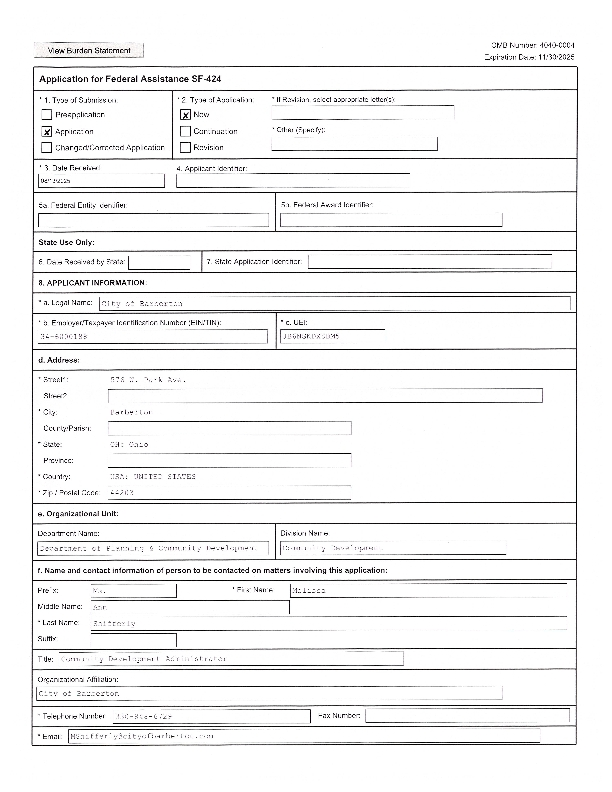 View Burden Statement
OMB Number: 4040-0004
Expiration Date: 11/30/2025
Application for Federal Assistance SF-424
* 1. Type of Submission:
Preapplication
Application
Changed/Corrected Application
* 2. Type of Application:
New
Continuation
Revision
* If Revision, select appropriate letter(s):
* Other (Specify):
* 3. Date Received:
4. Applicant Identifier:
5a. Federal Entity Identifier:
5b. Federal Award Identifier:
State Use Only:
6. Date Received by State:
7. State Application Identifier:
8. APPLICANT INFORMATION:
* a. Legal Name: City of Barberton
* b. Employer/Taxpayer Identification Number (EIN/TIN):
* c. UEI:
d. Address:
* Street1: 576 Park Ave.
Street2:
* City: Barberton
County/Parish:
* State: OH: Ohio
Province:
* Country: USA: UNITED STATES
* Zip / Postal Code: 44203
e. Organizational Unit:
Department Name:
Department of Planning & Community Development
Division Name:
Community Development
f. Name and contact information of person to be contacted on matters involving this application:
Prefix: Ms.
* First Name: Melissa
Middle Name: Ann
* Last Name: Shifferly
Suffix:
Title: Community Development Administrator
Organizational Affiliation:
City of Barberton
* Telephone Number:
Fax Number:
* Email: MShifferly@cityofbarberton.com